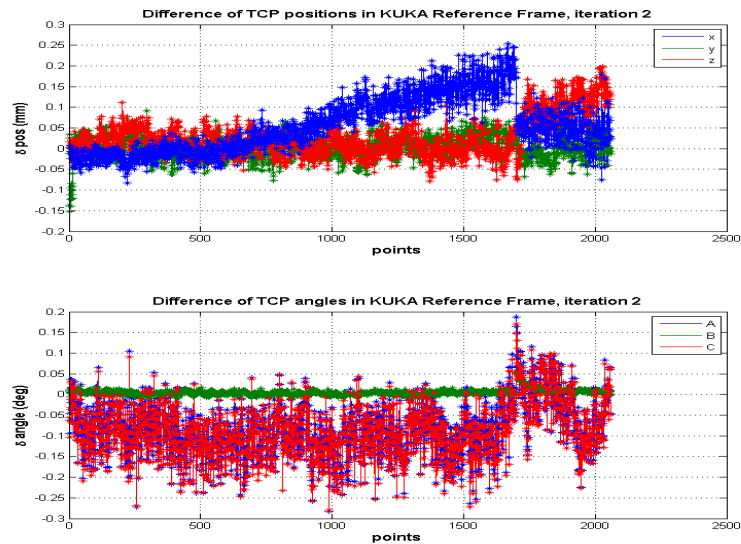 Difference of TCP positions in KUKA Reference Frame, iteration 2
0.3
0.25
0.2
0.15
0.1
0.05
0
-0.05
-0.1
-0.15
-0.2
δ pos (mm)
x
y
z
0 500 1000 1500 2000 2500
points
Difference of TCP angles in KUKA Reference Frame, iteration 2
0.2
0.15
0.1
0.05
0
-0.05
-0.1
-0.15
-0.2
-0.25
-0.3
δ angle (deg)
A
B
C
0 500 1000 1500 2000 2500
points